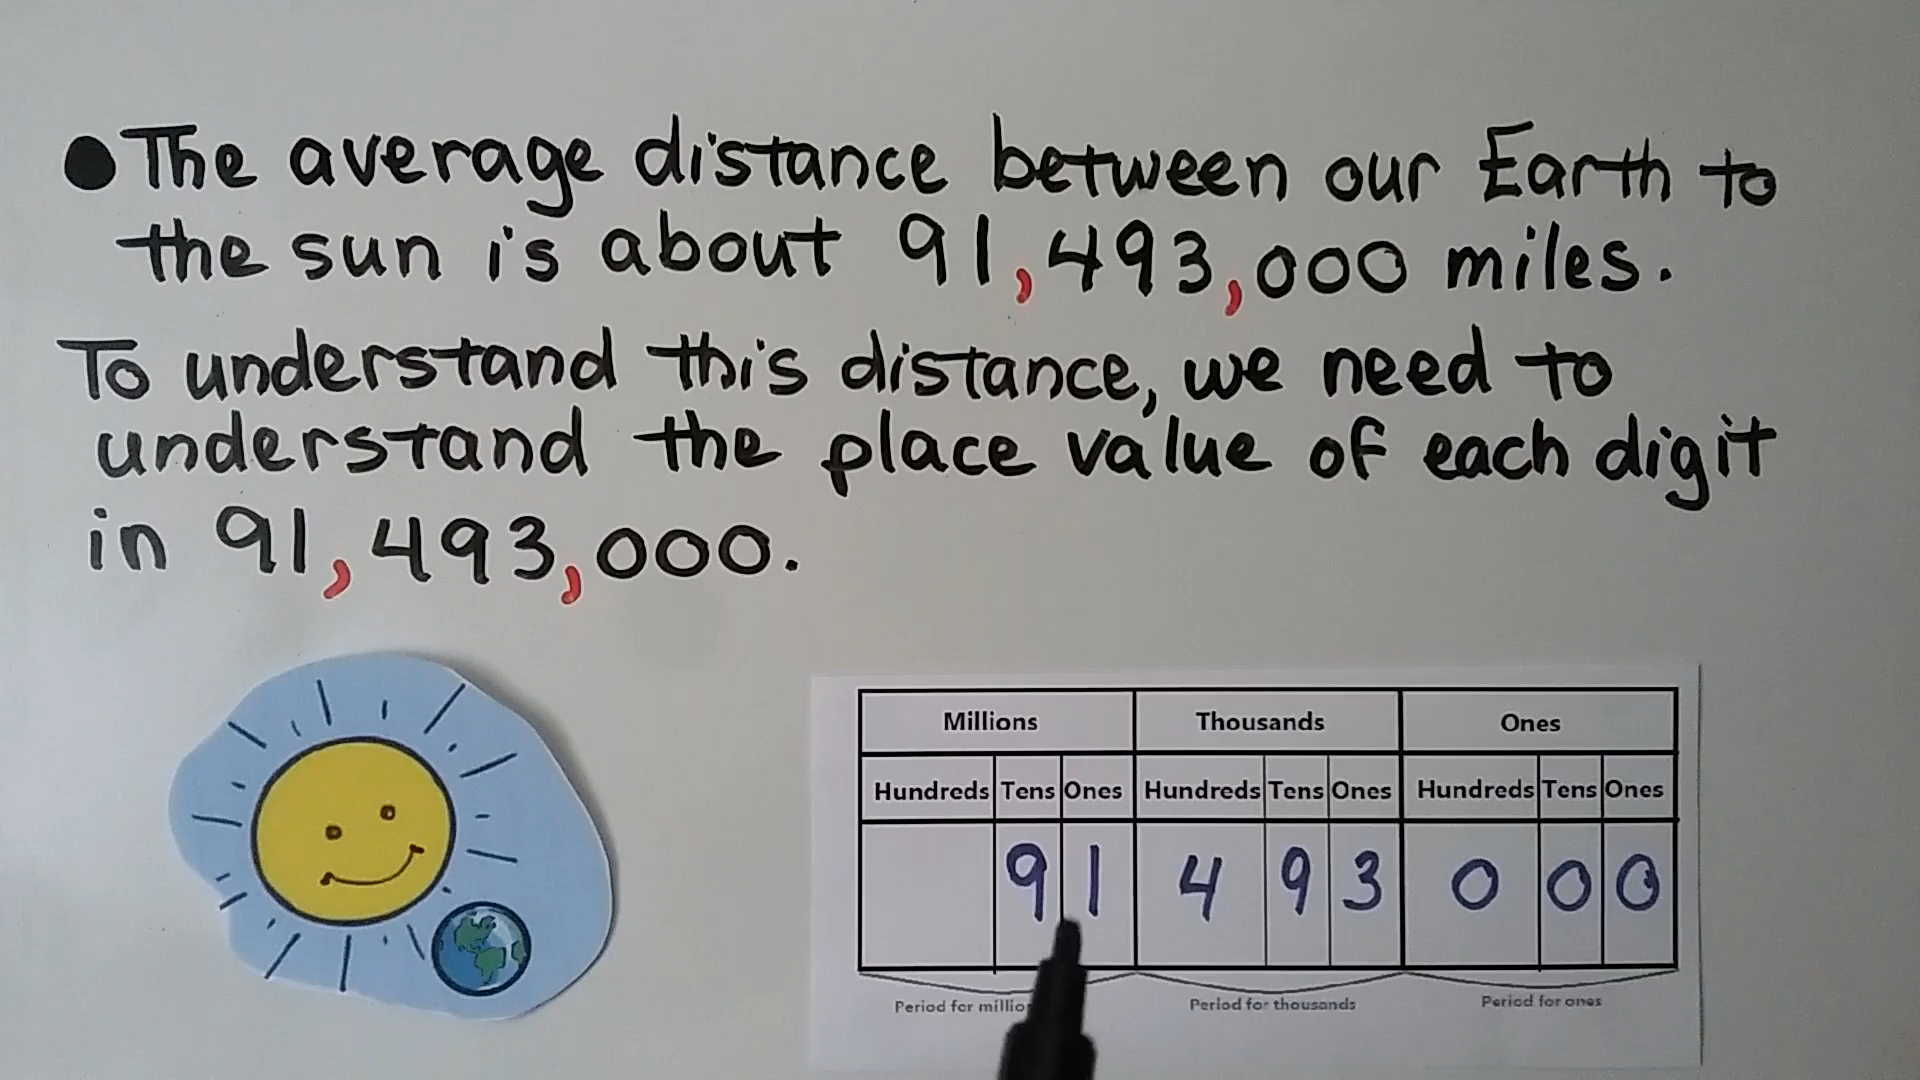 ●The average distance between our Earth to
the sun is about 91,493,000 miles.
To understand this distance, we need to
understand the place value of each digit
in 91,493,000.
Millions Thousands Ones
Hundreds Tens Ones Hundreds Tens Ones Hundreds Tens Ones
9 1 4 9 3 0 0 0
Period for Period for thousands Period for ones